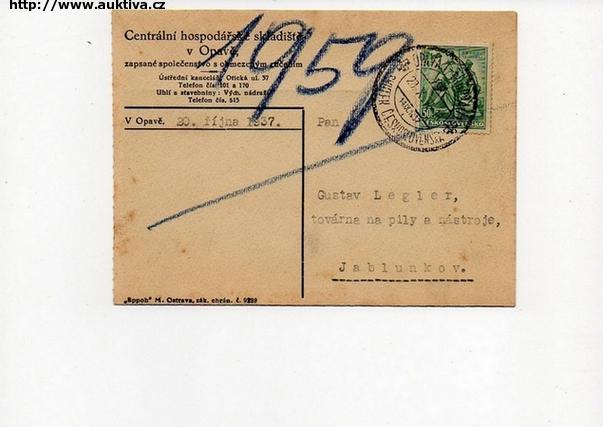 http://www.auktiva.cz
Centrální hospodářské skladiště
v Opavě,
zapsané společenstvo s obmezeným ručením
Ústřední kancelář, Otická ul. 37
Telefon čís. 101 a 170
Uhlí a stavebniny: Vých. nádraží
Telefon čís. 515
1959
V Opavě. 20. října 1937. Pan
Gustav Legler,
továrna na pily a nástroje,
Jablunkov.
„Eppoh" M. Ostrava, zák. chrán. č. 9289